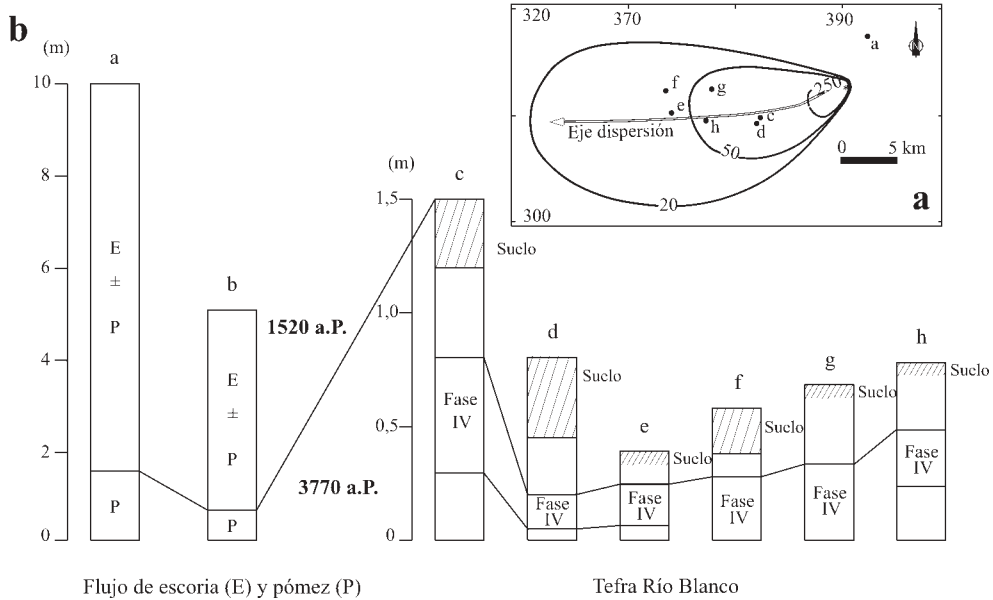 b
(m)
10
8
6
4
2
0
a
E
±
P
P
b
E
±
P
P
1520 a.P.
3770 a.P.
Flujo de escoria (E) y pómez (P)
320
370
390
300
a
N
f
g
e
c
h
d
250
50
20
Eje dispersión
0 5 km
a
(m)
1,5
1,0
0,5
0
c
Suelo
Fase
IV
d
Suelo
Fase
IV
e
Suelo
Fase
IV
f
Suelo
Fase
IV
g
Suelo
Fase
IV
h
Suelo
Fase
IV
Tefra Río Blanco